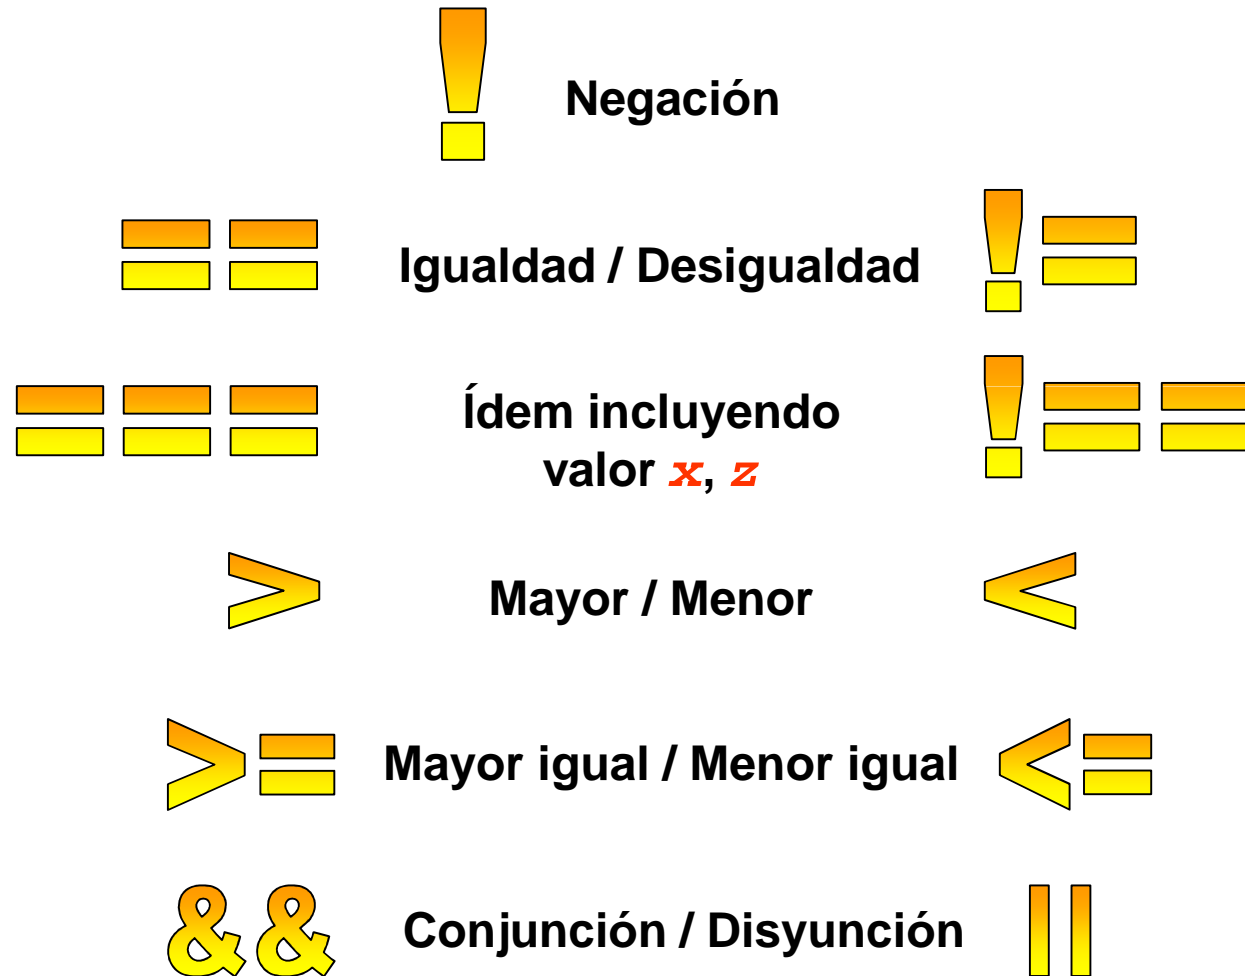 ! Negación
== Igualdad / Desigualdad !=
=== Ídem incluyendo !==
valor x, z
> Mayor / Menor <
>= Mayor igual / Menor igual <=
&& Conjunción / Disyunción ||